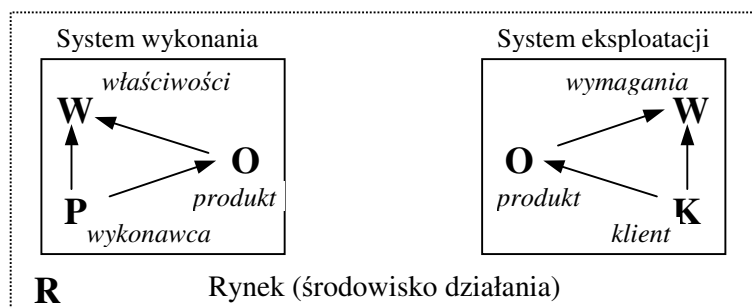 System wykonania
System eksploatacji
właściwości
W
O
produkt
P
wykonawca
wymagania
W
O
produkt
K
klient
R
Rynek (środowisko działania)